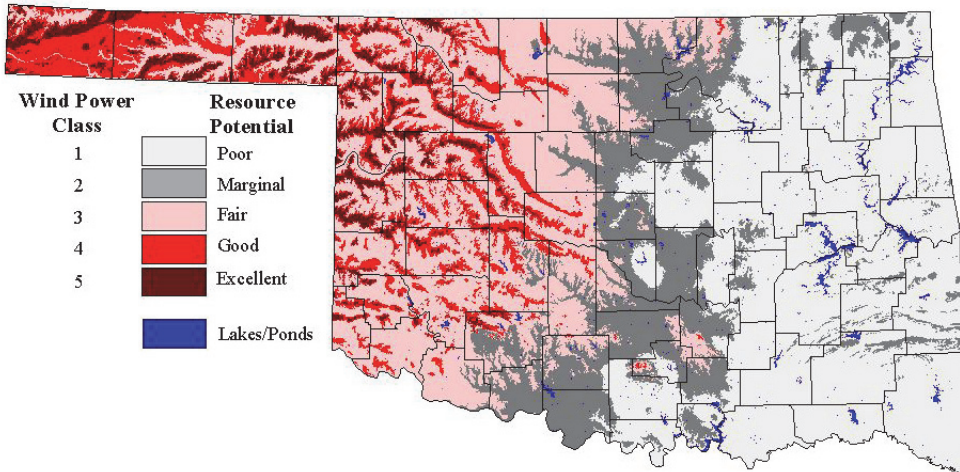 Wind Power Resource
Class Potential
1 Poor
2 Marginal
3 Fair
4 Good
5 Excellent
Lakes/Ponds